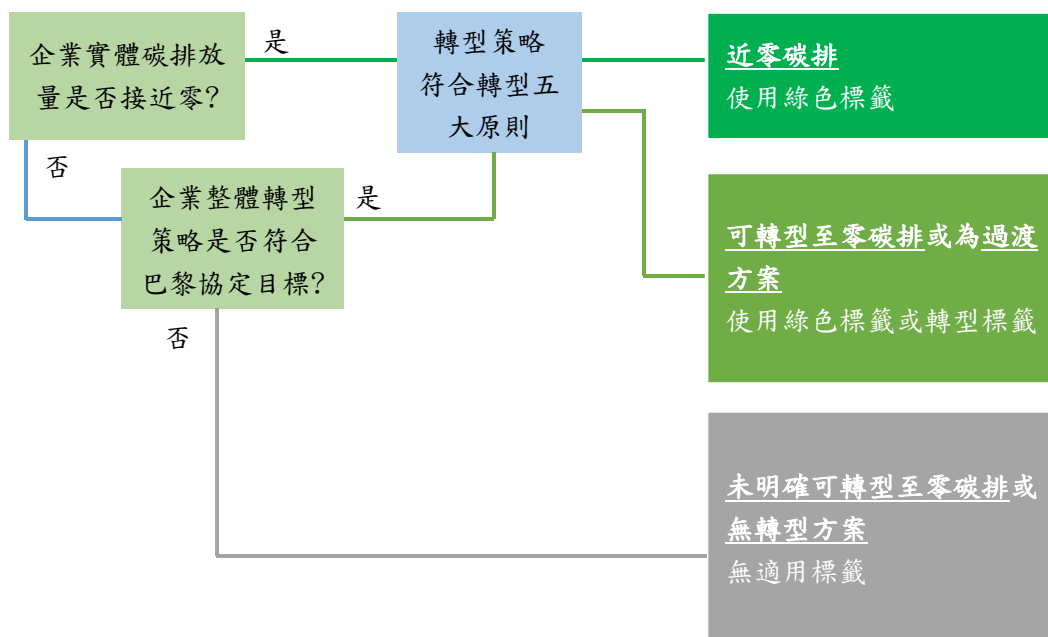 企業實體碳排放
量是否接近零?
是
轉型策略
符合轉型五
大原則
近零碳排
使用綠色標籤
否
企業整體轉型
策略是否符合
巴黎協定目標?
是
可轉型至零碳排或為過渡
方案
使用綠色標籤或轉型標籤
否
未明確可轉型至零碳排或
無轉型方案
無適用標籤